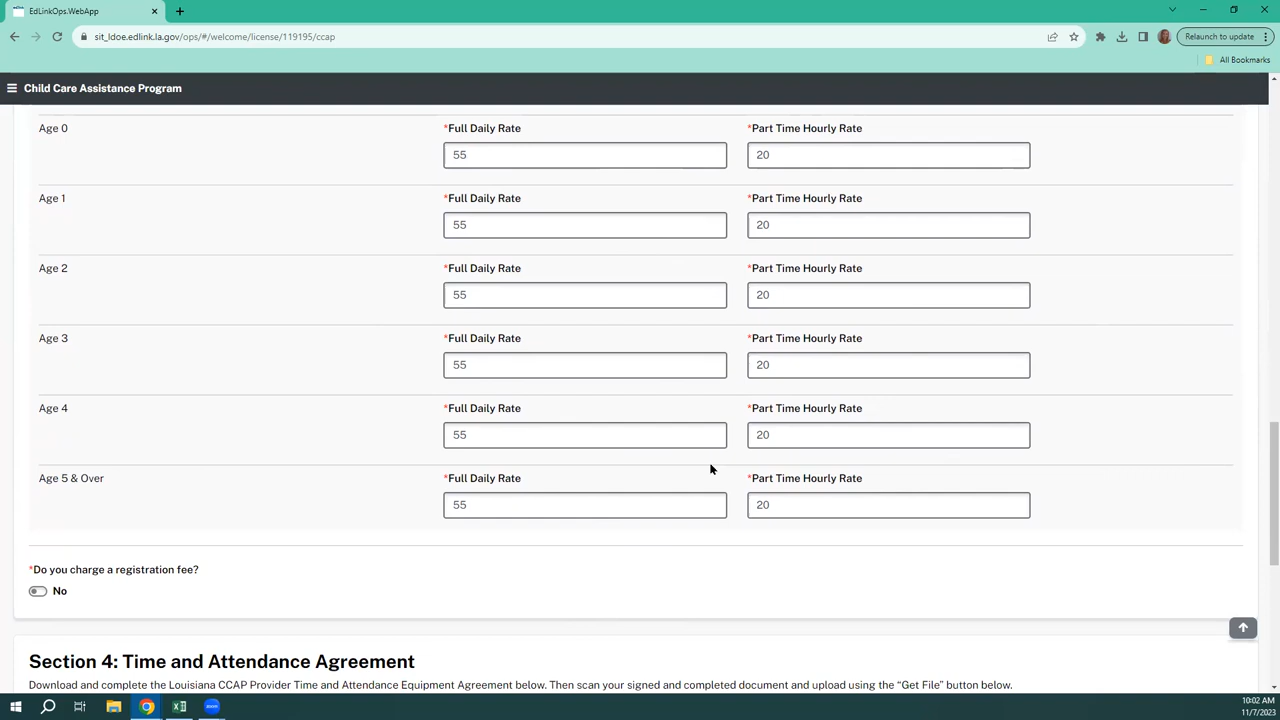 EdLinkOps.WebApp
sit_ldoe.edlink.la.gov/ops/#/welcome/license/119195/ccap
Relaunch to update
All Bookmarks
Child Care Assistance Program
Age 0
*Full Daily Rate
*Part Time Hourly Rate
55
20
Age 1
*Full Daily Rate
*Part Time Hourly Rate
55
20
Age 2
*Full Daily Rate
*Part Time Hourly Rate
55
20
Age 3
*Full Daily Rate
*Part Time Hourly Rate
55
20
Age 4
*Full Daily Rate
*Part Time Hourly Rate
55
20
Age 5 & Over
*Full Daily Rate
*Part Time Hourly Rate
55
20
*Do you charge a registration fee?
No
Section 4: Time and Attendance Agreement
Download and complete the Louisiana CCAP Provider Time and Attendance Equipment Agreement below. Then scan your signed and completed document and upload using the “Get File” button below.
zoom
10:02 AM
11/7/2023